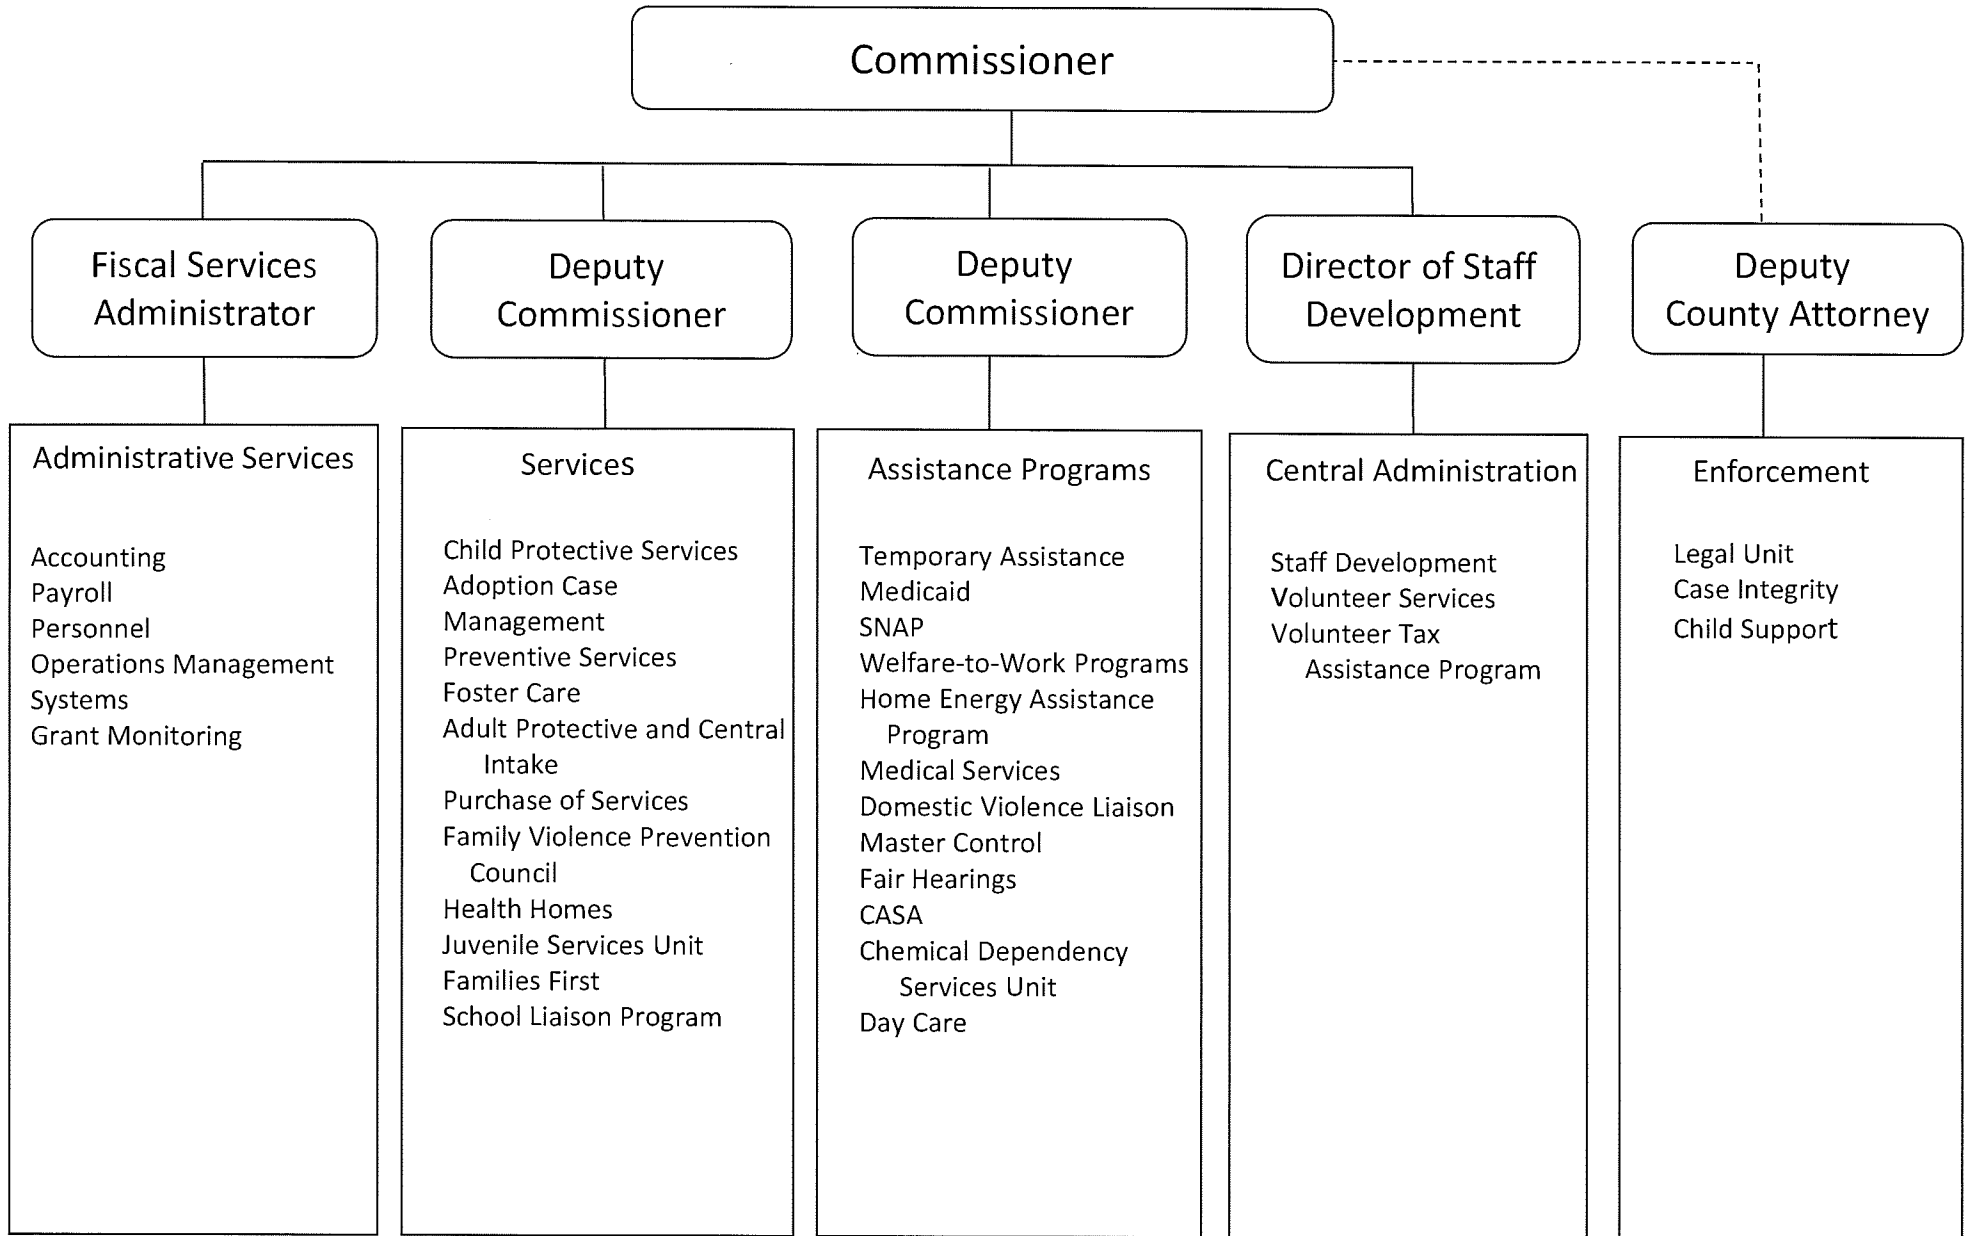 Commissioner
Fiscal Services
Administrator
Deputy
Commissioner
Deputy
Commissioner
Director of Staff
Development
Deputy
County Attorney
Administrative Services
Accounting
Payroll
Personnel
Operations Management
Systems
Grant Monitoring
Services
Child Protective Services
Adoption Case
Management
Preventive Services
Foster Care
Adult Protective and Central
Intake
Purchase of Services
Family Violence Prevention
Council
Health Homes
Juvenile Services Unit
Families First
School Liaison Program
Assistance Programs
Temporary Assistance
Medicaid
SNAP
Welfare-to-Work Programs
Home Energy Assistance
Program
Medical Services
Domestic Violence Liaison
Master Control
Fair Hearings
CASA
Chemical Dependency
Services Unit
Day Care
Central Administration
Staff Development
Volunteer Services
Volunteer Tax
Assistance Program
Enforcement
Legal Unit
Case Integrity
Child Support